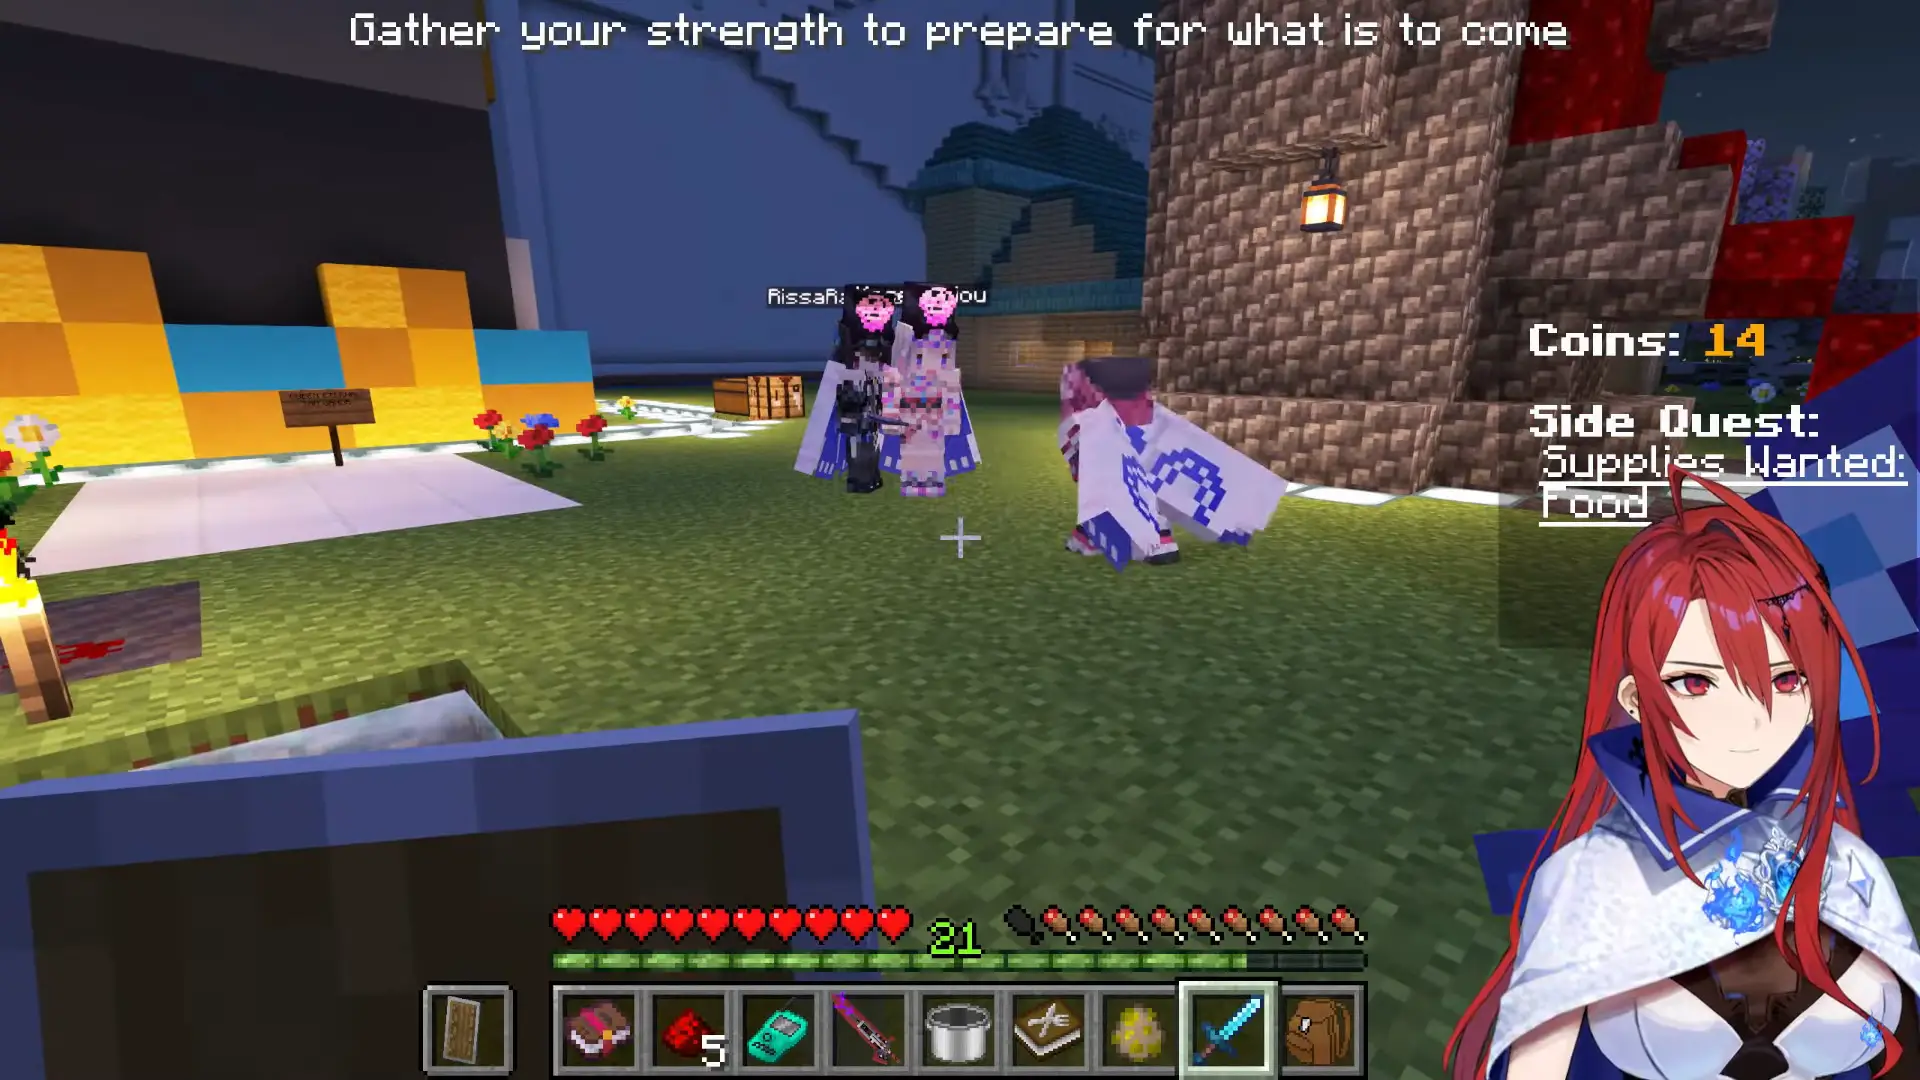 Gather your strength to prepare for what is to come
Coins: 14
Side Quest:
Supplies Wanted:
Food
21
5